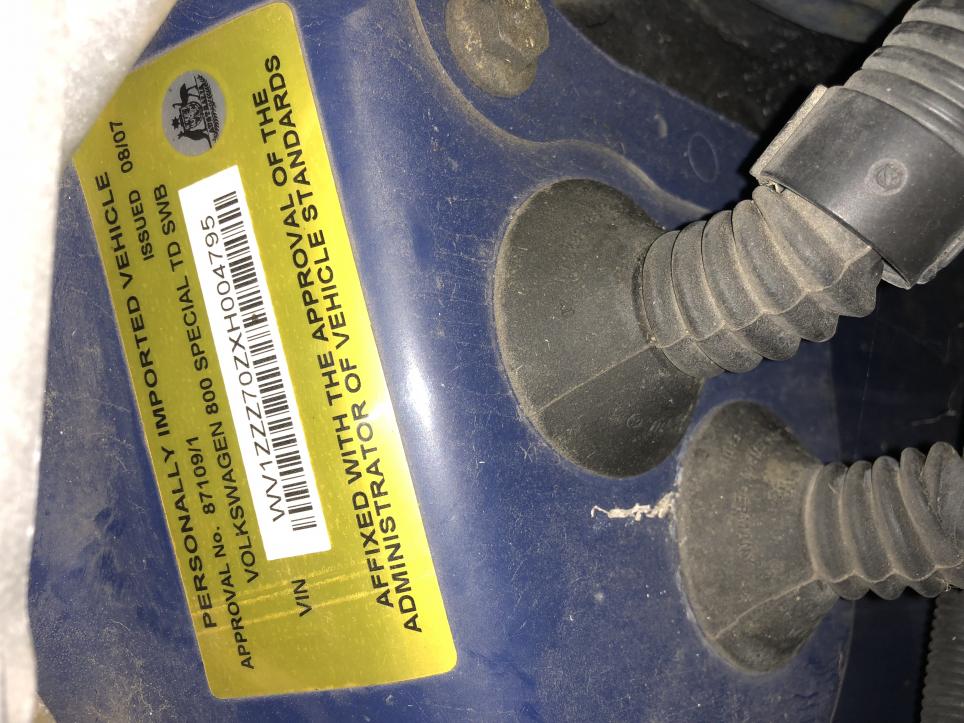 PERSONALLY IMPORTED VEHICLE
APPROVAL No. 87109/1 ISSUED 08/07
VOLKSWAGEN 800 SPECIAL TD SWB
VIN WV1ZZZ70ZXH004795
AFFIXED WITH THE APPROVAL OF THE
ADMINISTRATOR OF VEHICLE STANDARDS